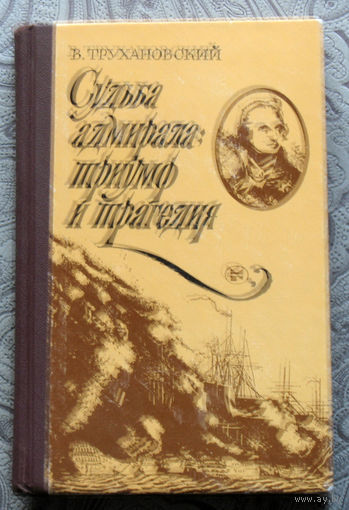 В. ТРУХАНОВСКИЙ
Судьба
адмирала:
триумф
и трагедия